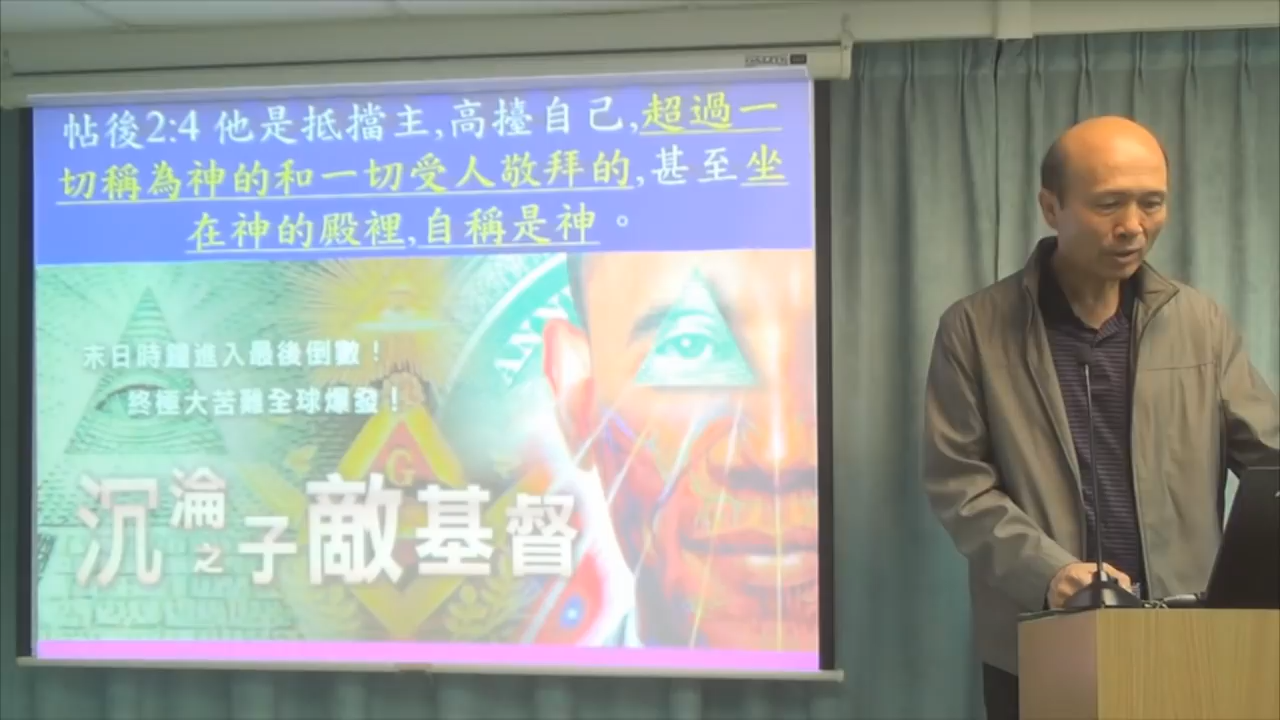 帖後2:4 他是抵擋主,高擡自己,超過一
切稱為神的和一切受人敬拜的,甚至坐
在神的殿裡,自稱是神。
末日時鐘進入最後倒數！
終極大苦難全球爆發！
沉淪之子敵基督
G